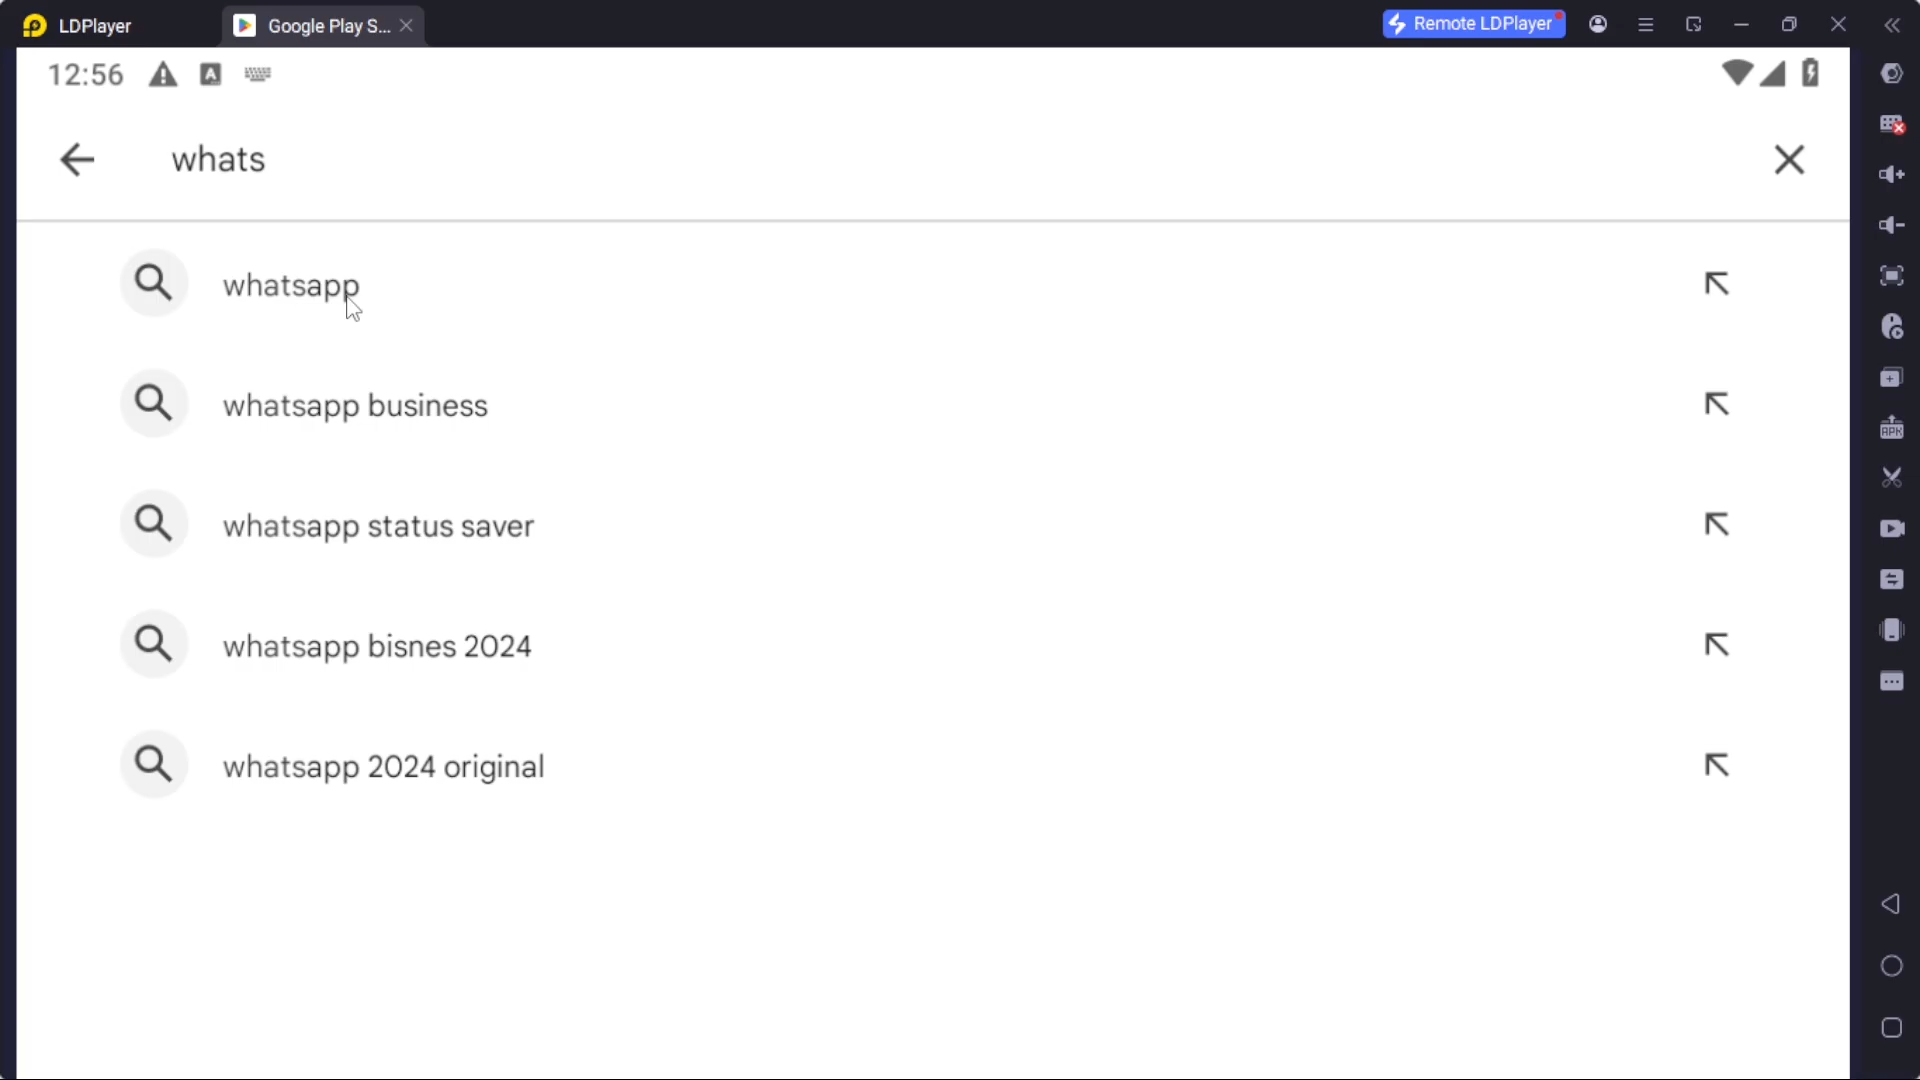 LDPlayer
Google Play S...
Remote LDPlayer
12:56
A
whats
whatsapp
whatsapp business
whatsapp status saver
whatsapp bisnes 2024
whatsapp 2024 original
APK